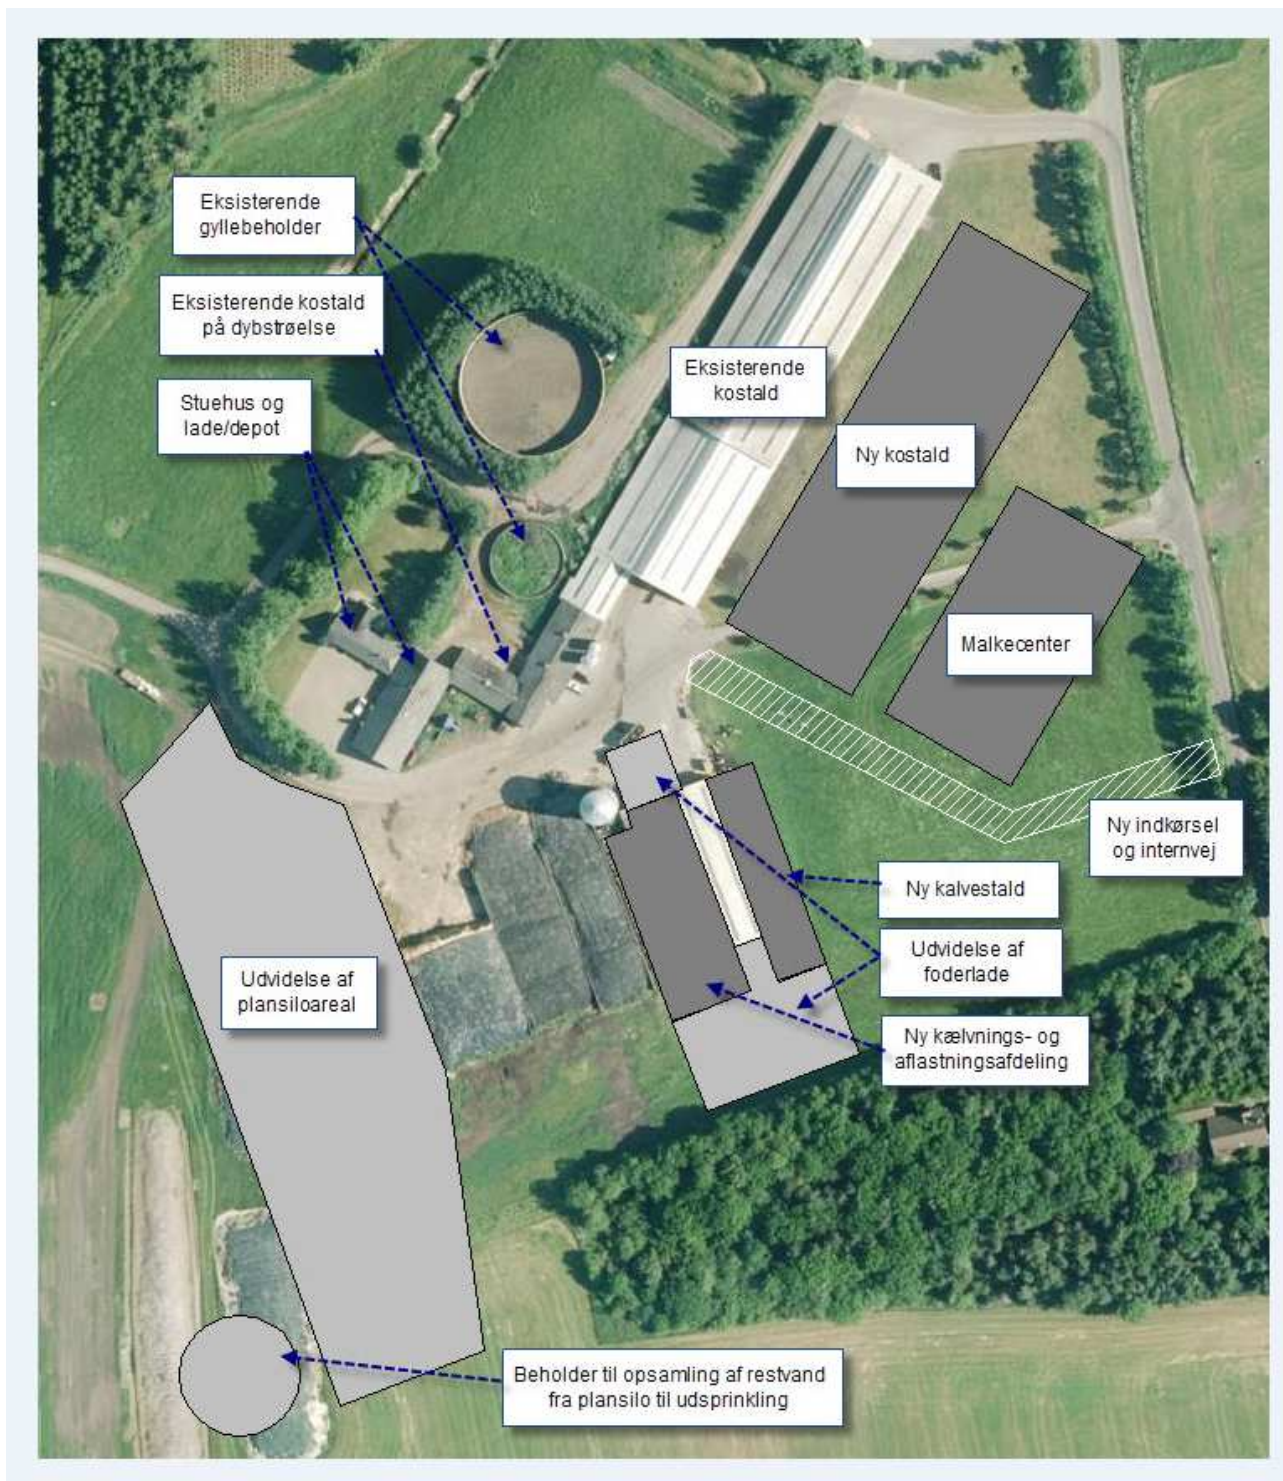 Eksisterende
gyllebeholder
Eksisterende kostald
på dybstrøelse
Stuehus og
lade/depot
Eksisterende
kostald
Ny kostald
Malkecenter
Ny indkørsel
og internvej
Ny kalvestald
Udvidelse af
foderlade
Ny kælvnings- og
aflastningsafdeling
Udvidelse af
plansiloareal
Beholder til opsamling af restvand
fra plansilo til udsprinkling